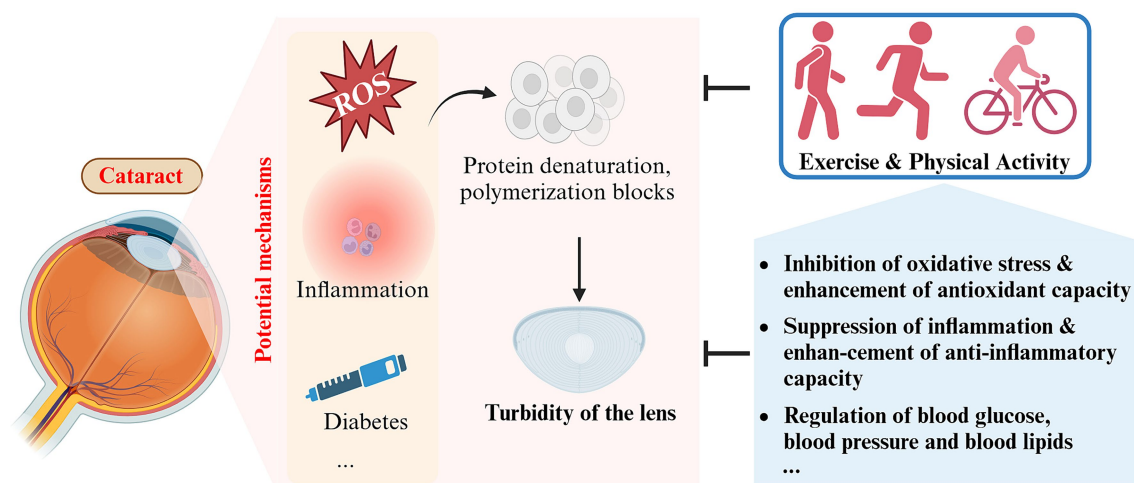 Cataract
Potential mechanisms
ROS
Inflammation
Diabetes
...
Protein denaturation,
polymerization blocks
Turbidity of the lens
Exercise & Physical Activity
• Inhibition of oxidative stress &
enhancement of antioxidant capacity
• Suppression of inflammation &
enhan-cement of anti-inflammatory
capacity
• Regulation of blood glucose,
blood pressure and blood lipids
...